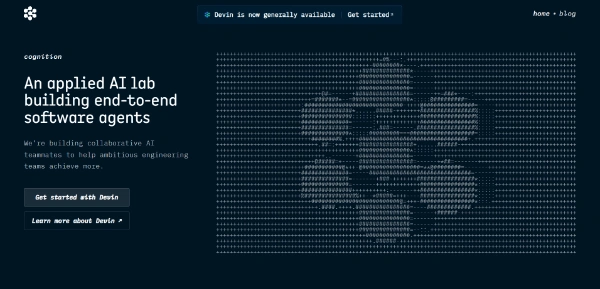 Devin is now generally available
Get started↗
home • blog
cognition
An applied AI lab
building end-to-end
software agents
We're building collaborative AI
teammates to help ambitious engineering
teams achieve more.
Get started with Devin
Learn more about Devin ↗